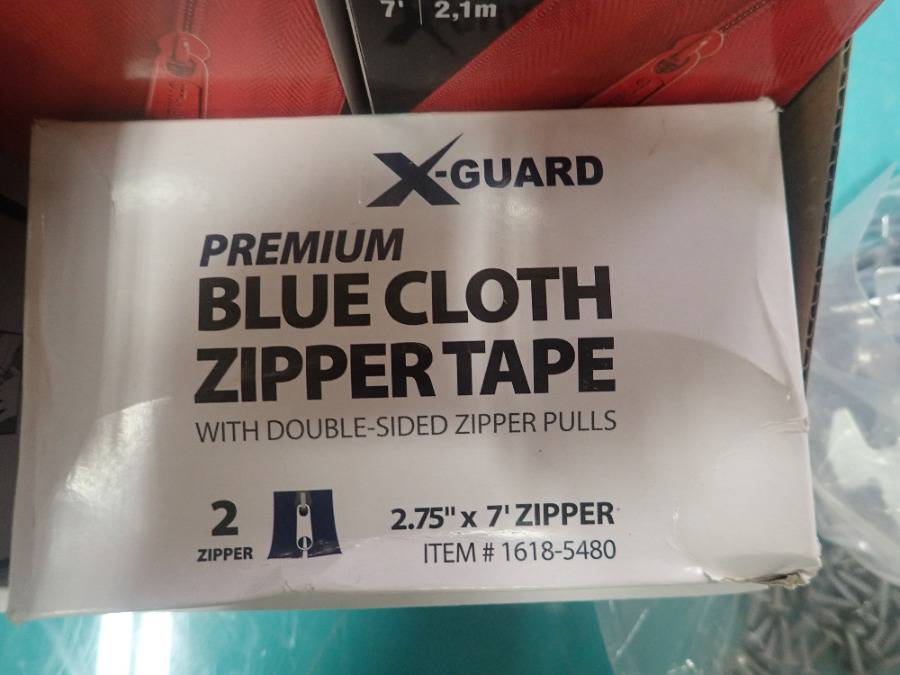 7' | 2,1m
X-GUARD
PREMIUM
BLUE CLOTH
ZIPPER TAPE
WITH DOUBLE-SIDED ZIPPER PULLS
2
ZIPPER
2.75" x 7' ZIPPER
ITEM # 1618-5480